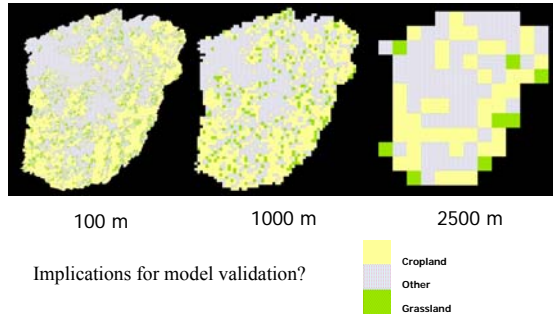 100 m 1000 m 2500 m
Implications for model validation?
Cropland
Other
Grassland